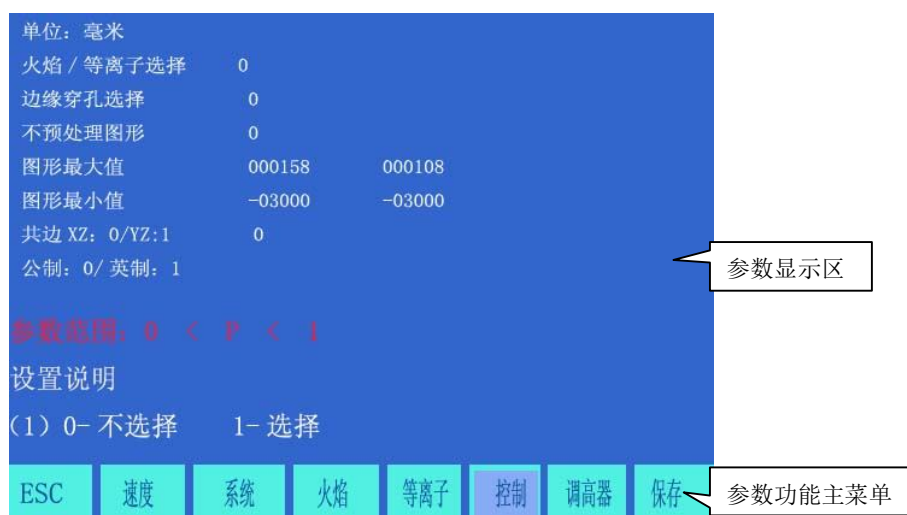 单位：毫米
火焰 / 等离子选择 0
边缘穿孔选择 0
不预处理图形 0
图形最大值 000158 000108
图形最小值 -03000 -03000
共边 XZ：0/YZ:1 0
公制：0/ 英制：1
参数显示区
参数范围：0 < P < 1
设置说明
（1）0- 不选择 1- 选择
ESC 速度 系统 火焰 等离子 控制 调高器 保存
参数功能主菜单